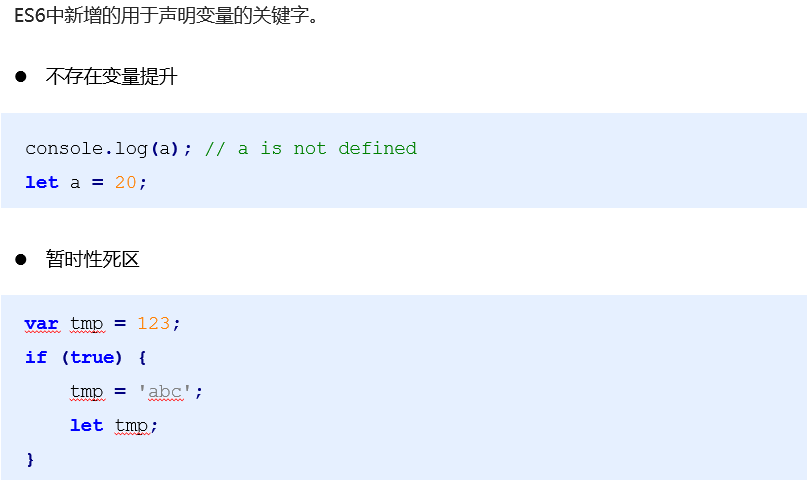 ES6中新增的用于声明变量的关键字。
● 不存在变量提升
console.log(a); // a is not defined
let a = 20;
● 暂时性死区
var tmp = 123;
if (true) {
    tmp = 'abc';
    let tmp;
}